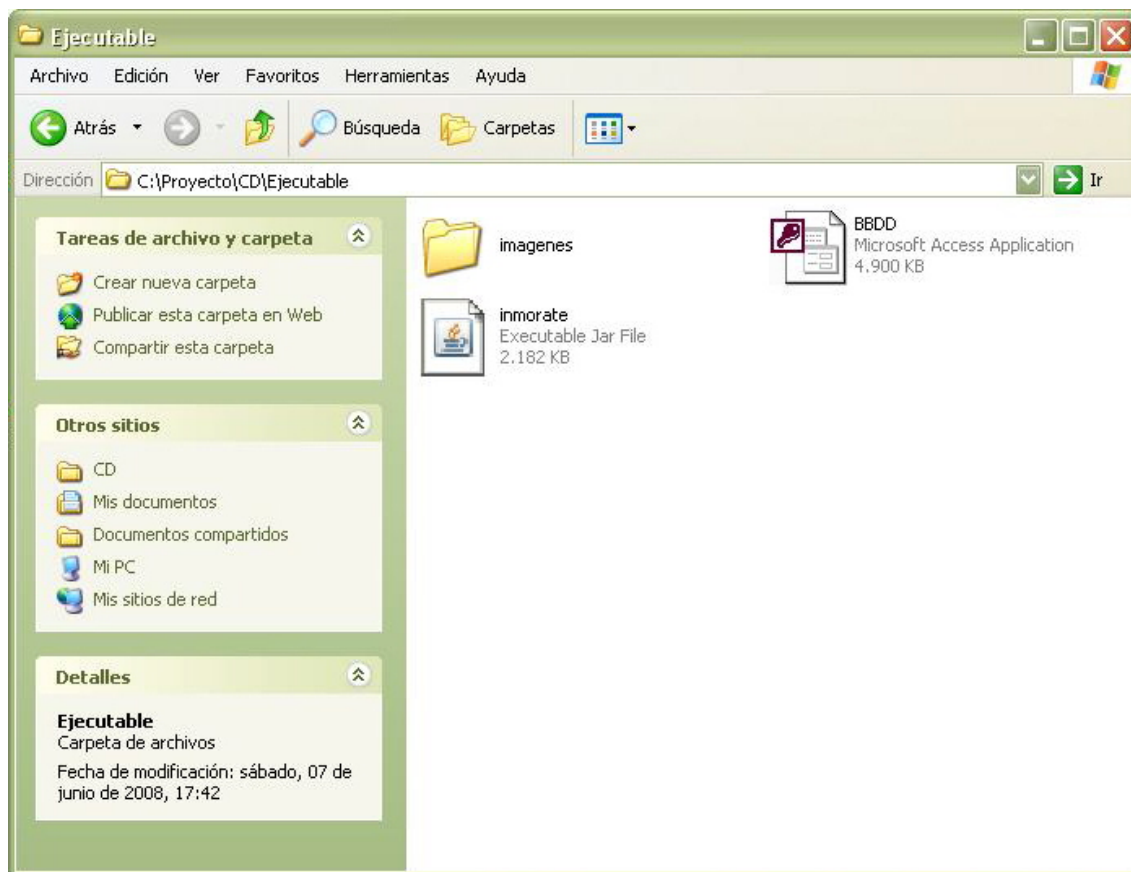 Ejecutable
Archivo Edición Ver Favoritos Herramientas Ayuda
Atrás Búsqueda Carpetas
Dirección C:\Proyecto\CD\Ejecutable Ir
Tareas de archivo y carpeta
Crear nueva carpeta
Publicar esta carpeta en Web
Compartir esta carpeta
Otros sitios
CD
Mis documentos
Documentos compartidos
Mi PC
Mis sitios de red
Detalles
Ejecutable
Carpeta de archivos
Fecha de modificación: sábado, 07 de
junio de 2008, 17:42
imagenes
BBDD
Microsoft Access Application
4.900 KB
inmorate
Executable Jar File
2.182 KB